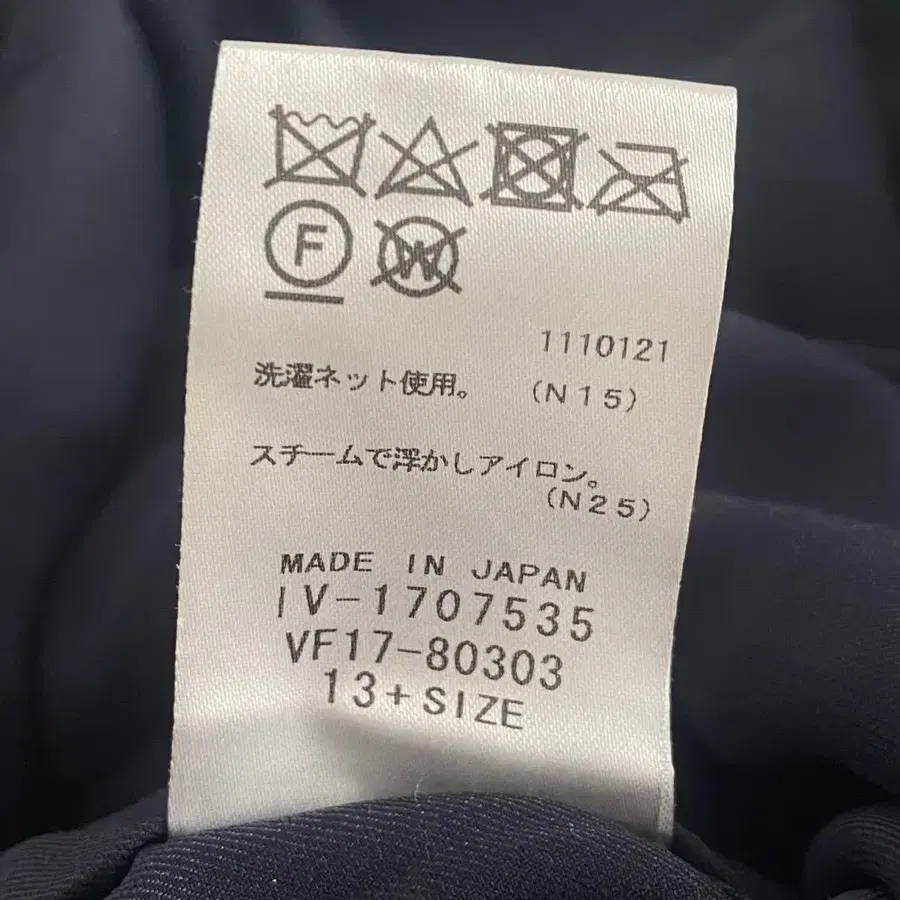 F W
1110121
洗濯ネット使用。 (N15)
スチームで浮かしアイロン。
(N25)
MADE IN JAPAN
IV-1707535
VF17-80303
13+SIZE